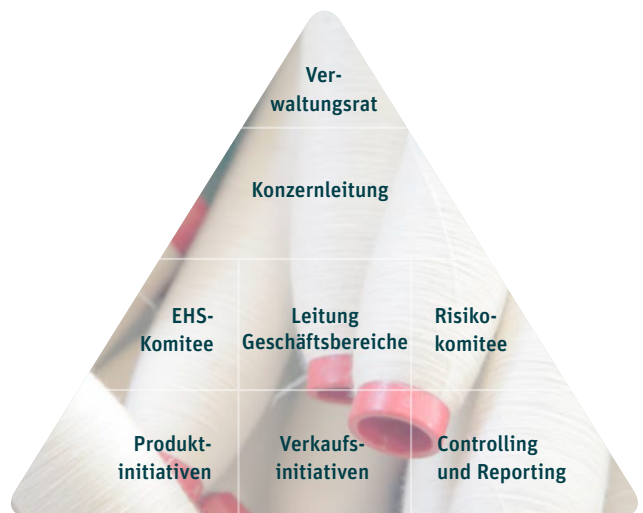 Ver-
waltungsrat
Konzernleitung
EHS-
Komitee
Leitung
Geschäftsbereiche
Risiko-
komitee
Produkt-
initiativen
Verkaufs-
initiativen
Controlling
und Reporting